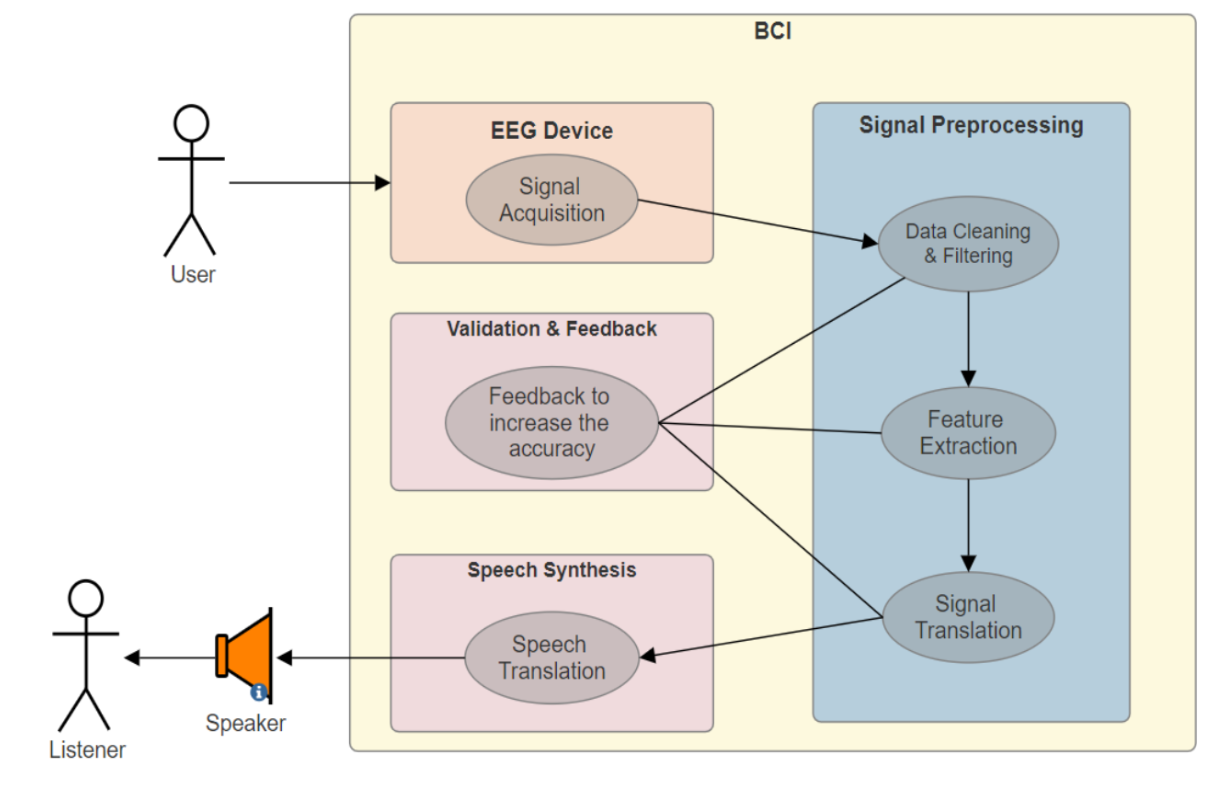 BCI
EEG Device
Signal
Acquisition
User
Signal Preprocessing
Data Cleaning
& Filtering
Validation & Feedback
Feedback to
increase the
accuracy
Feature
Extraction
Speech Synthesis
Speech
Translation
Signal
Translation
i
Speaker
Listener